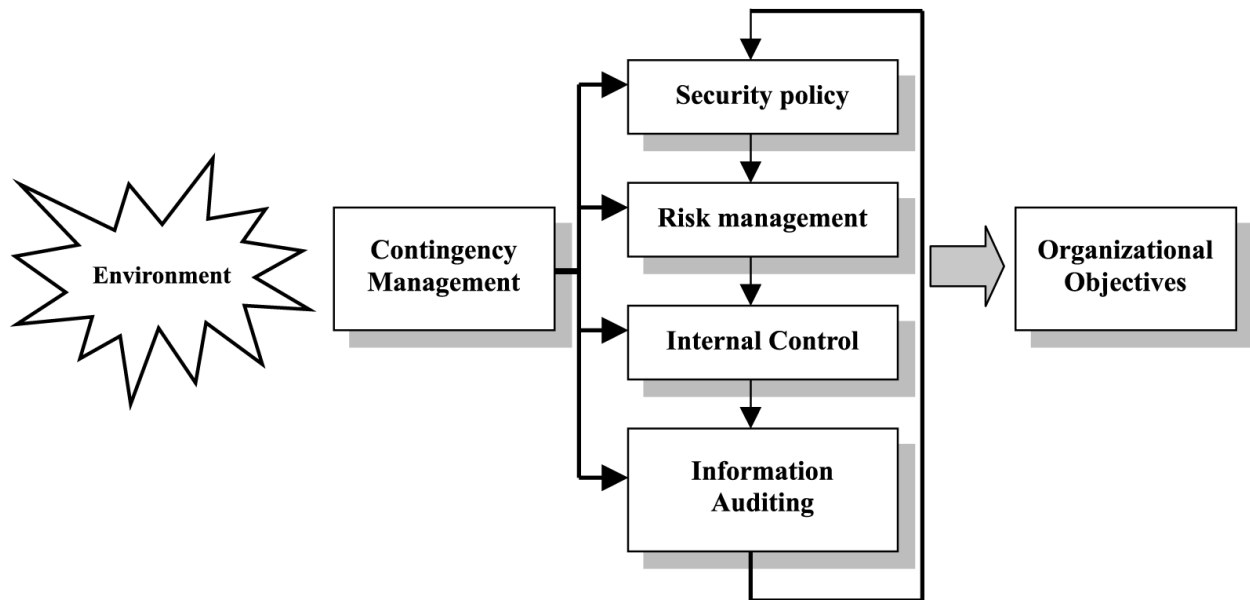 Security policy
Environment
Contingency
Management
Risk management
Internal Control
Information
Auditing
Organizational
Objectives